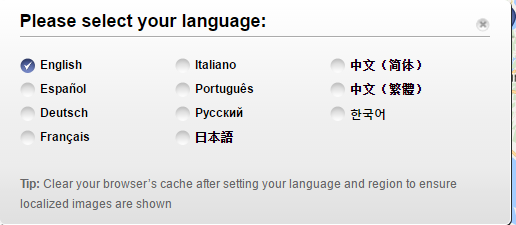 Please select your language:
English
Español
Deutsch
Français
Italiano
Português
Русский
日本語
中文（简体）
中文（繁體）
한국어
Tip: Clear your browser's cache after setting your language and region to ensure
localized images are shown